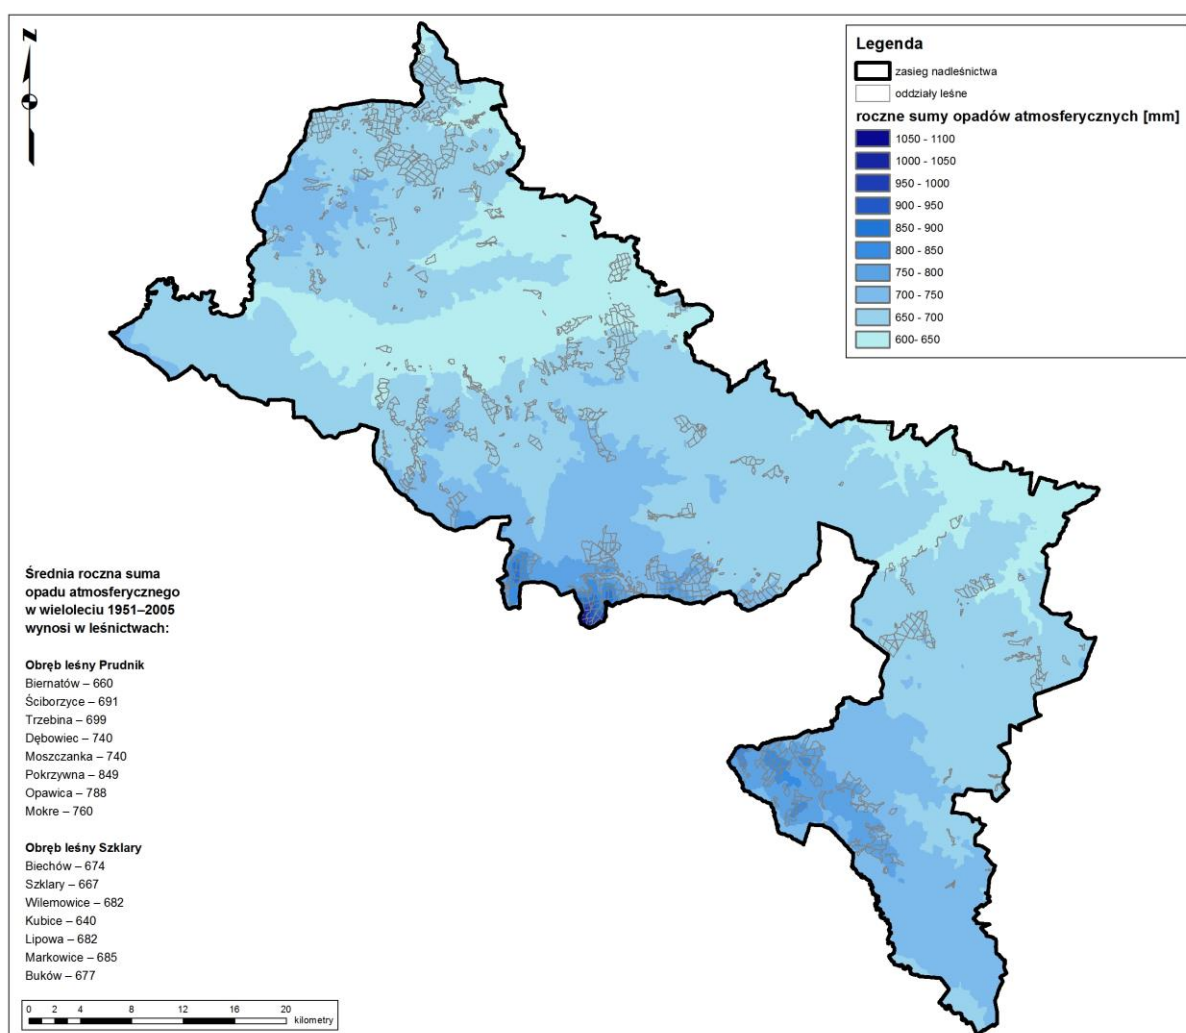 N
Legenda
zasieg nadleśnictwa
oddziały leśne
roczne sumy opadów atmosferycznych [mm]
1050 - 1100
1000 - 1050
950 - 1000
900 - 950
850 - 900
800 - 850
750 - 800
700 - 750
650 - 700
600- 650
Średnia roczna suma
opadu atmosferycznego
w wieloleciu 1951–2005
wynosi w leśnictwach:
Obręb leśny Prudnik
Biernatów – 660
Ściborzyce – 691
Trzebina – 699
Dębowiec – 740
Moszczanka – 740
Pokrzywna – 849
Opawica – 788
Mokre – 760
Obręb leśny Szklary
Biechów – 674
Szklary – 667
Wilemowice – 682
Kubice – 640
Lipowa – 682
Markowice – 685
Buków – 677
0 2 4 8 12 16 20
kilometry